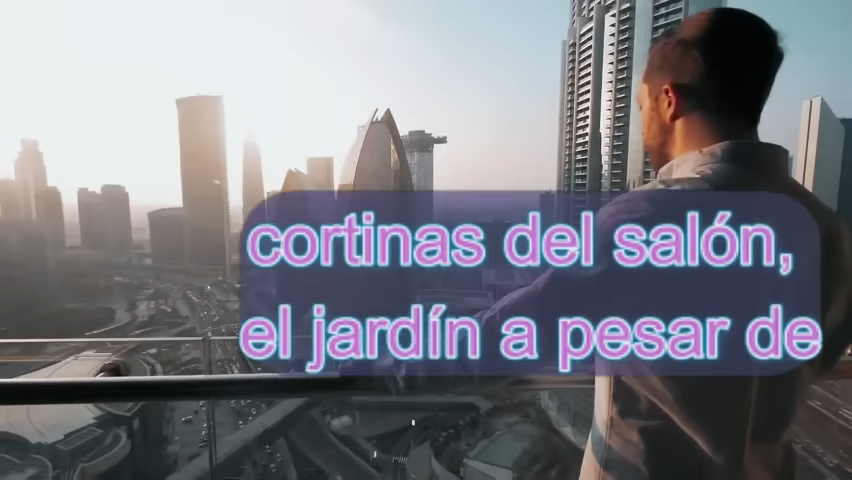 cortinas del salón,
el jardín a pesar de